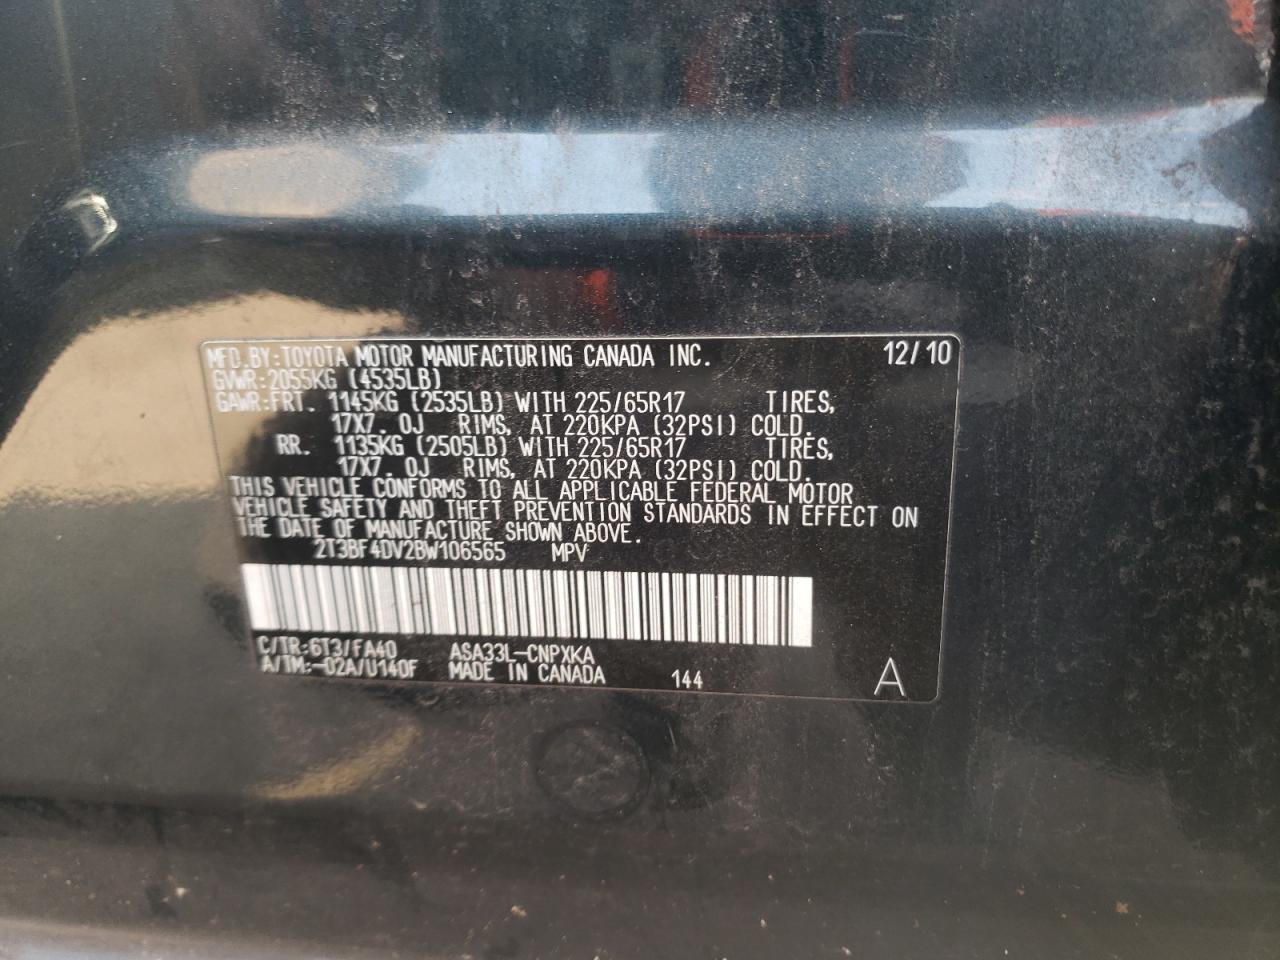 MFD.BY:TOYOTA MOTOR MANUFACTURING CANADA INC. 12/10
GVWR:2055KG (4535LB)
GAWR:FRT. 1145KG (2535LB) WITH 225/65R17 TIRES,
17X7.0J RIMS, AT 220KPA (32PSI) COLD.
RR. 1135KG (2505LB) WITH 225/65R17 TIRES,
17X7.0J RIMS, AT 220KPA (32PSI) COLD.
THIS VEHICLE CONFORMS TO ALL APPLICABLE FEDERAL MOTOR
VEHICLE SAFETY AND THEFT PREVENTION STANDARDS IN EFFECT ON
THE DATE OF MANUFACTURE SHOWN ABOVE.
2T3BF4DV2BW106565 MPV
C/TR:6T3/FA40 ASA33L-CNPXKA
A/TM:-02A/U140F MADE IN CANADA 144 A